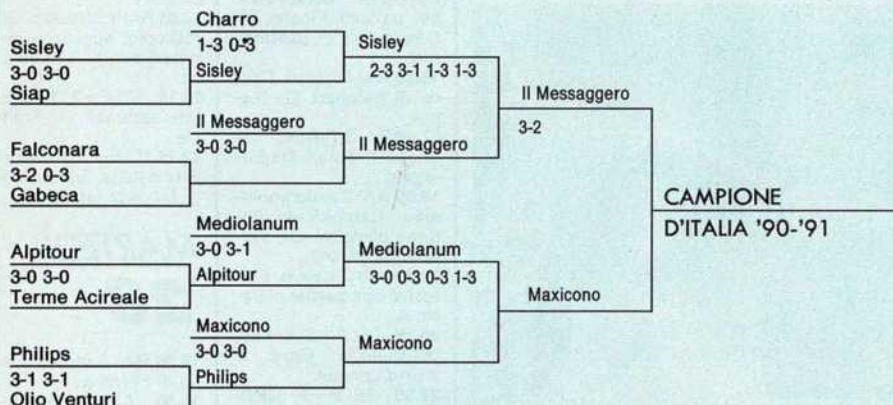 Sisley
3-0 3-0
Siap
Falconara
3-2 0-3
Gabeca
Alpitour
3-0 3-0
Terme Acireale
Philips
3-1 3-1
Olio Venturi
Charro
1-3 0-3
Sisley
Il Messaggero
3-0 3-0
Mediolanum
3-0 3-1
Alpitour
Maxicono
3-0 3-0
Philips
Sisley
2-3 3-1 1-3 1-3
Il Messaggero
Mediolanum
3-0 0-3 0-3 1-3
Maxicono
Il Messaggero
3-2
Maxicono
CAMPIONE
D'ITALIA '90-'91